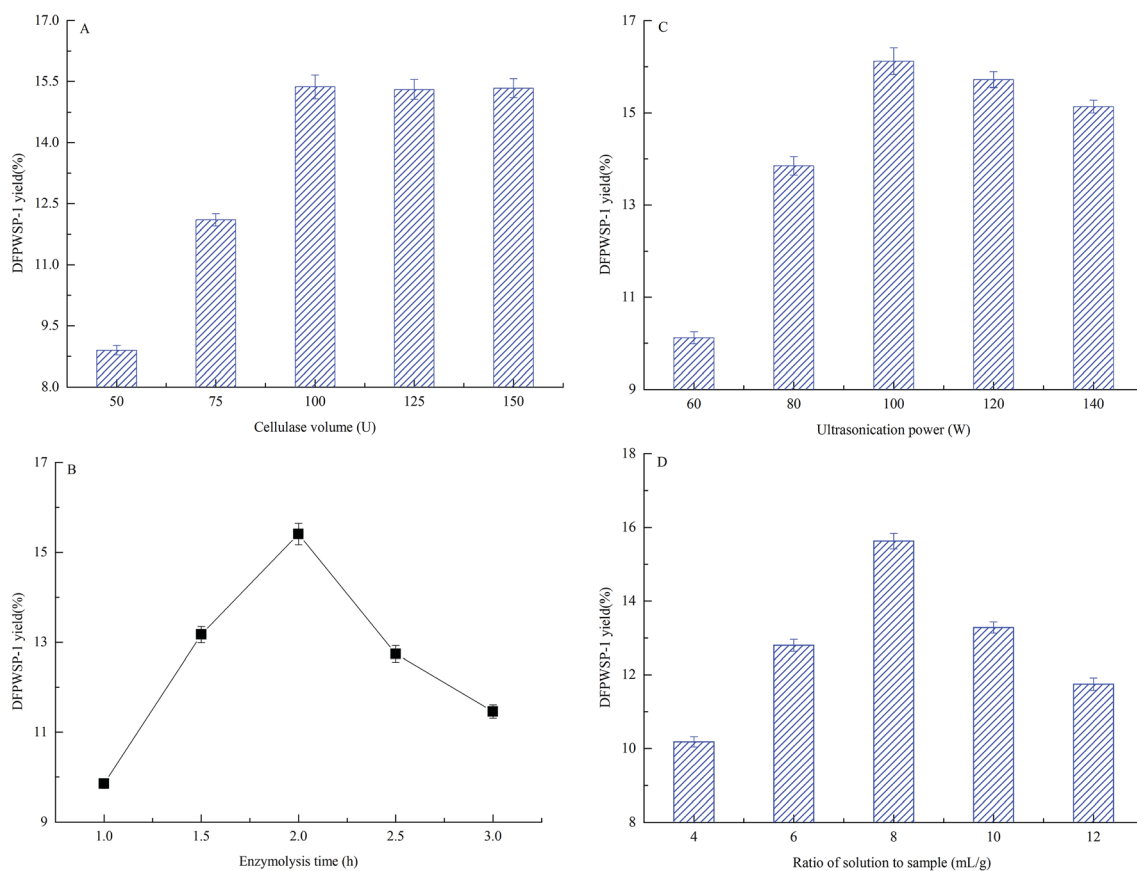 A
17.0
15.5
14.0
12.5
11.0
9.5
8.0
DFPWSP-1 yield(%)
50 75 100 125 150
Cellulase volume (U)
C
17
15
13
11
9
DFPWSP-1 yield(%)
60 80 100 120 140
Ultrasonication power (W)
B
17
15
13
11
9
DFPWSP-1 yield(%)
1.0 1.5 2.0 2.5 3.0
Enzymolysis time (h)
D
18
16
14
12
10
8
DFPWSP-1 yield(%)
4 6 8 10 12
Ratio of solution to sample (mL/g)